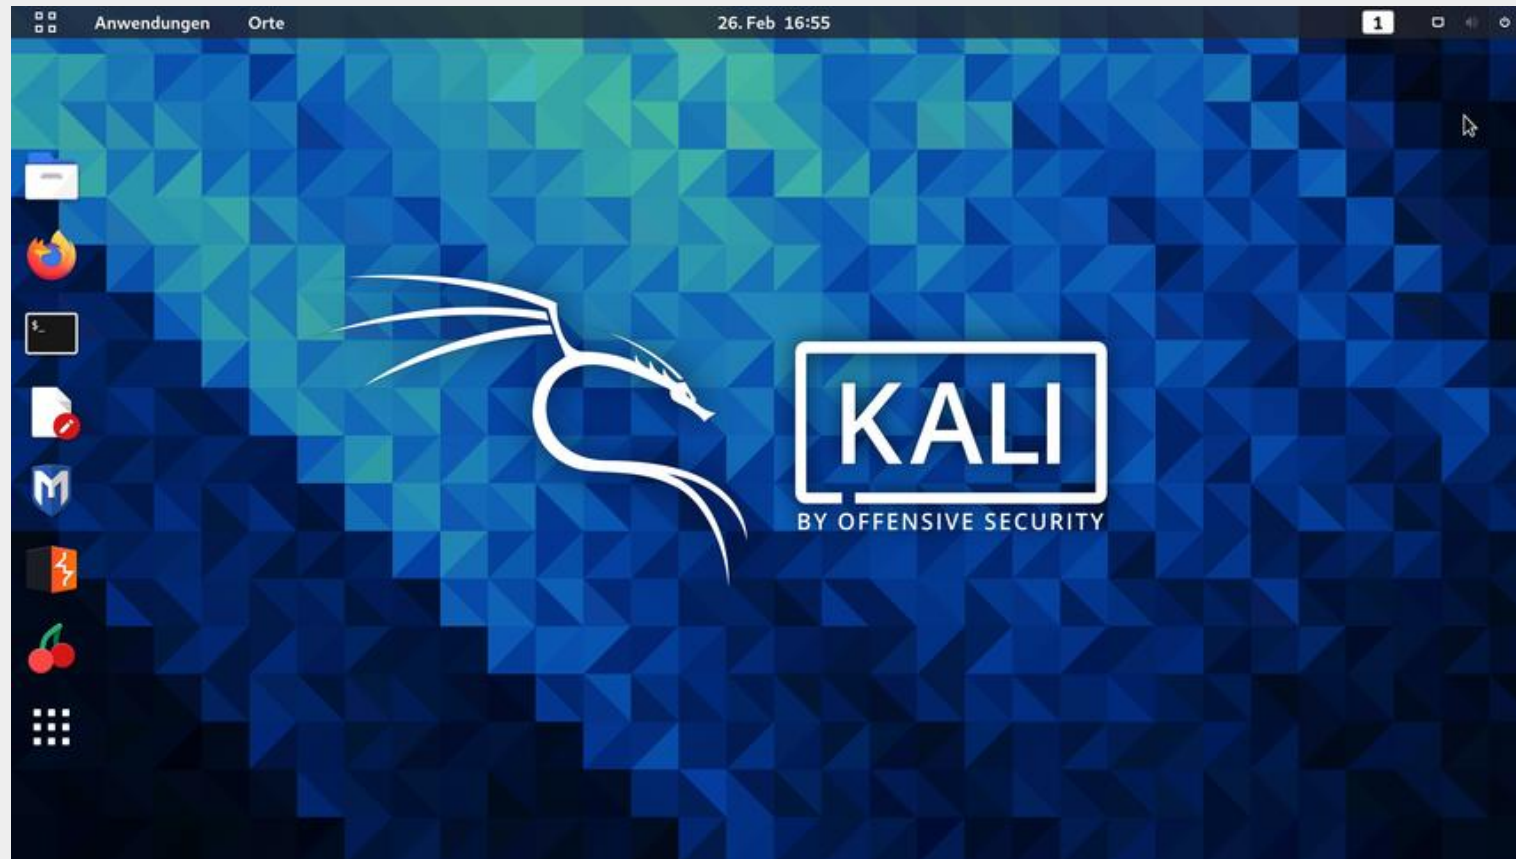 Anwendungen Orte 26. Feb 16:55 1
$_
M
KALI
BY OFFENSIVE SECURITY